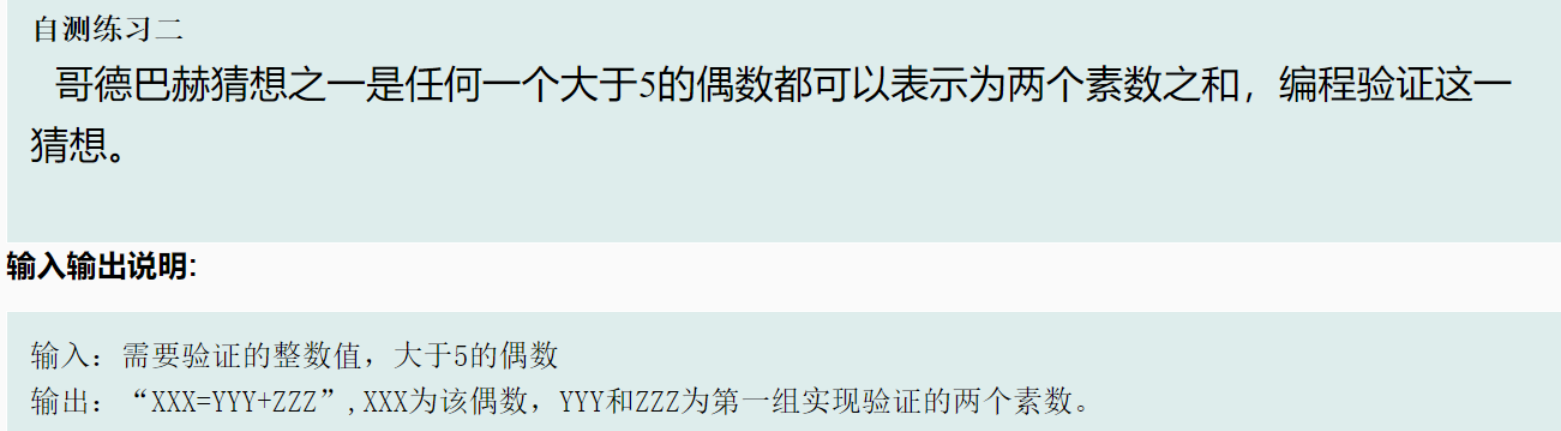 自测练习二
哥德巴赫猜想之一是任何一个大于5的偶数都可以表示为两个素数之和，编程验证这一
猜想。
输入输出说明:
输入：需要验证的整数值，大于5的偶数
输出：“XXX=YYY+ZZZ”,XXX为该偶数，YYY和ZZZ为第一组实现验证的两个素数。